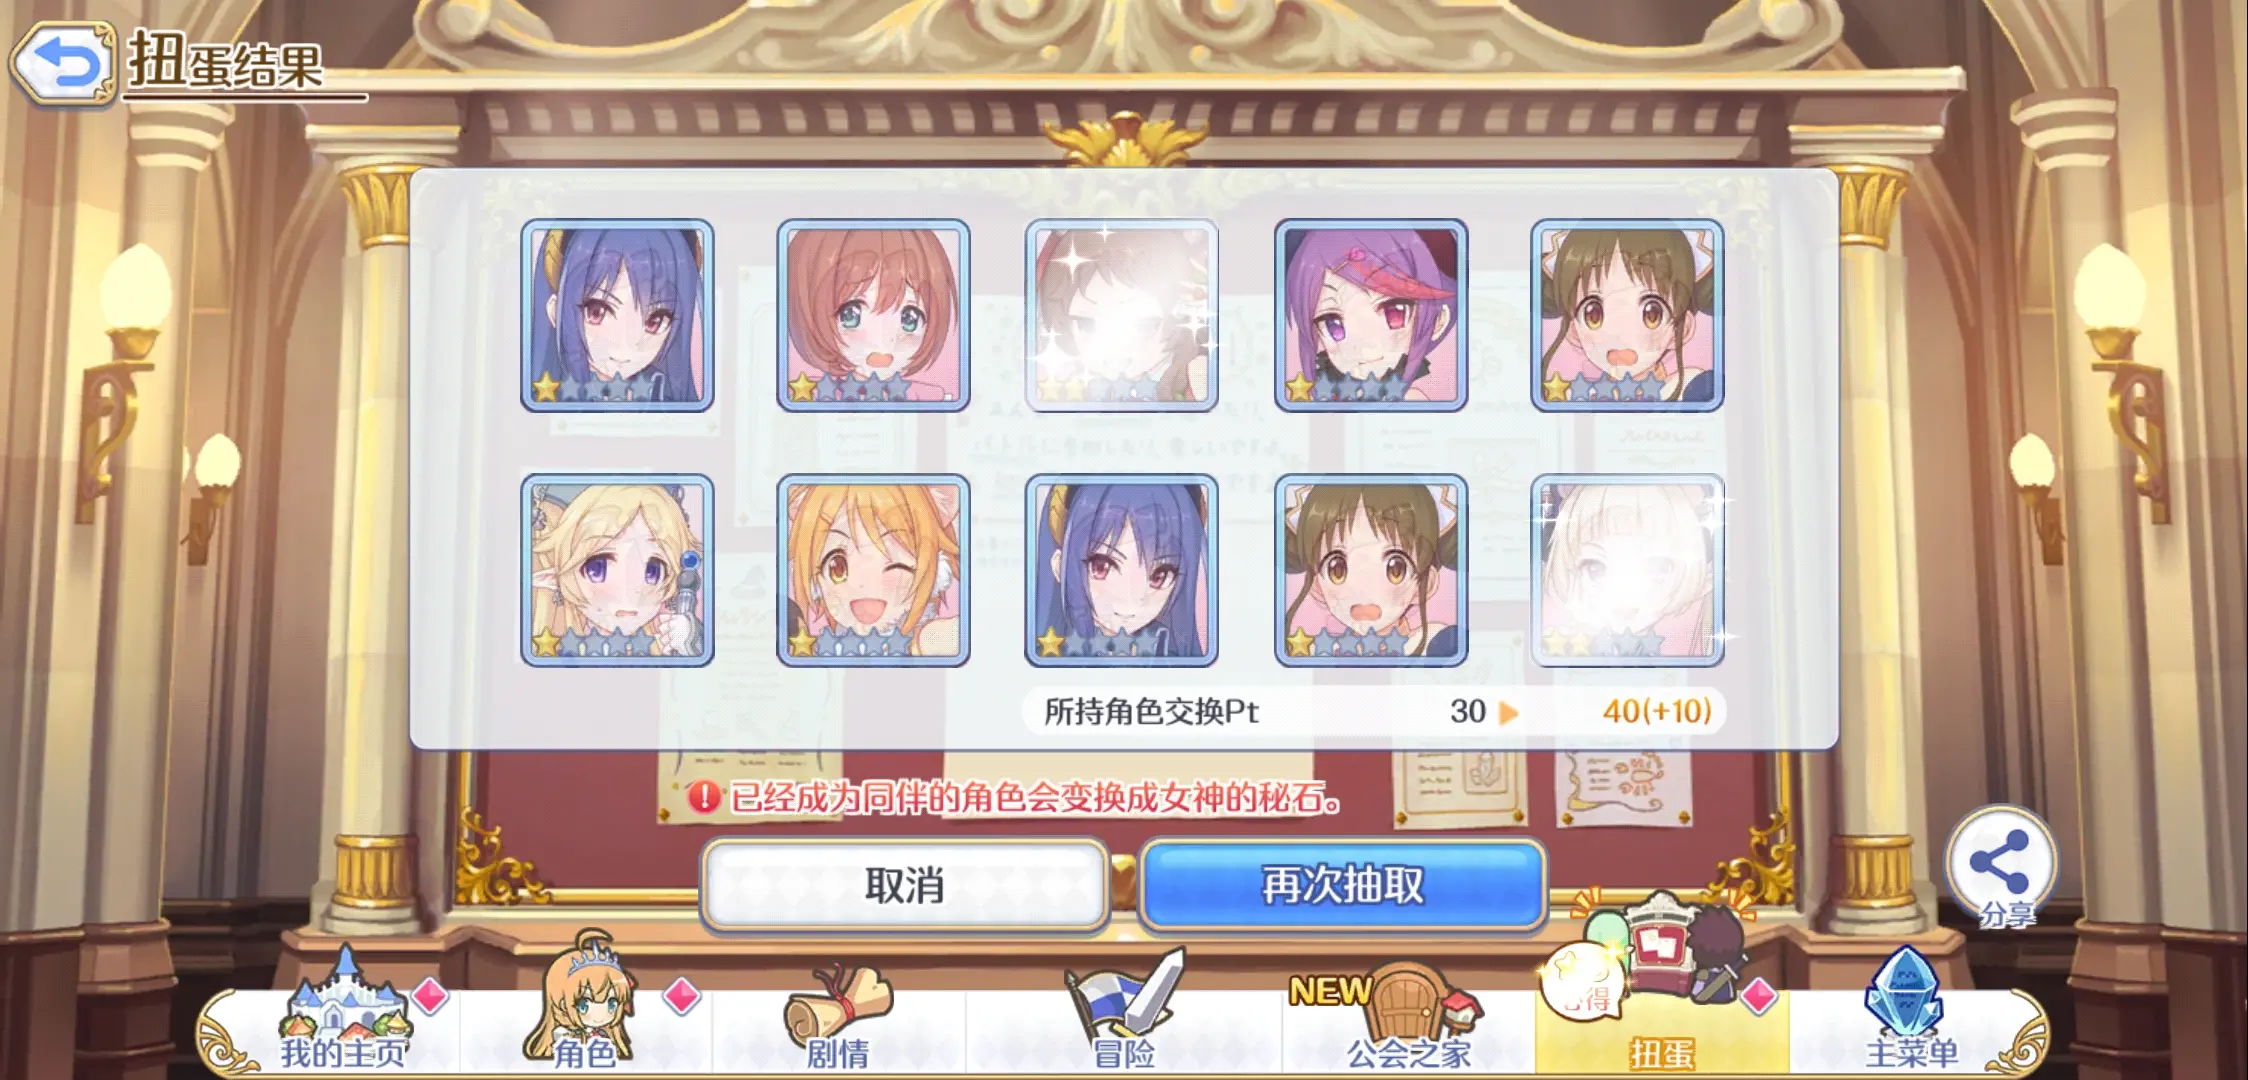 扭蛋结果
所持角色交换Pt 30 40(+10)
已经成为同伴的角色会变换成女神的秘石。
取消
再次抽取
分享
NEW
我的主页
角色
剧情
冒险
公会之家
扭蛋
主菜单